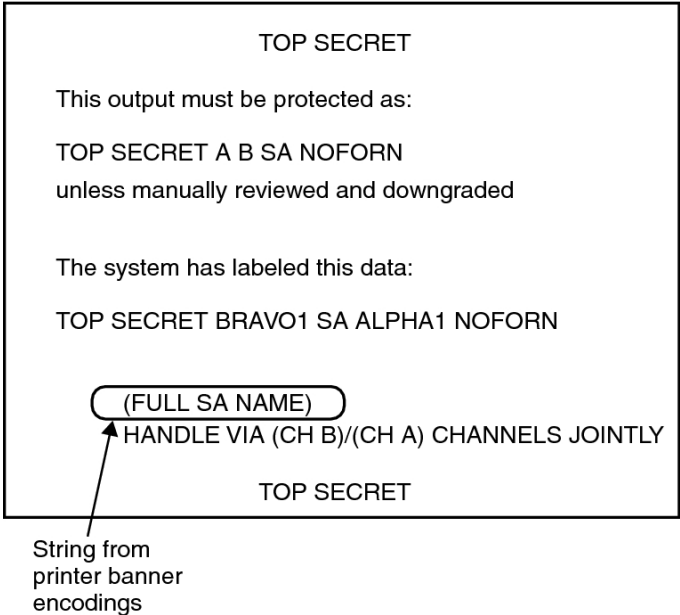 TOP SECRET
This output must be protected as:
TOP SECRET A B SA NOFORN
unless manually reviewed and downgraded
The system has labeled this data:
TOP SECRET BRAVO1 SA ALPHA1 NOFORN
(FULL SA NAME)
HANDLE VIA (CH B)/(CH A) CHANNELS JOINTLY
TOP SECRET
String from
printer banner
encodings